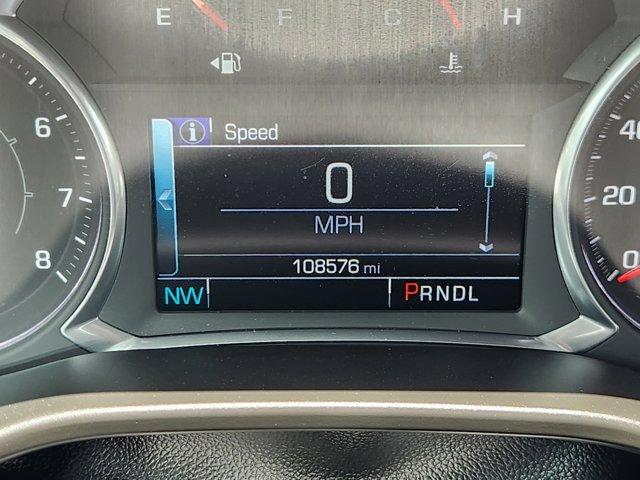 E F C H
6
7
8
i Speed
0
MPH
108576 mi
NW PRNDL
40
20
0